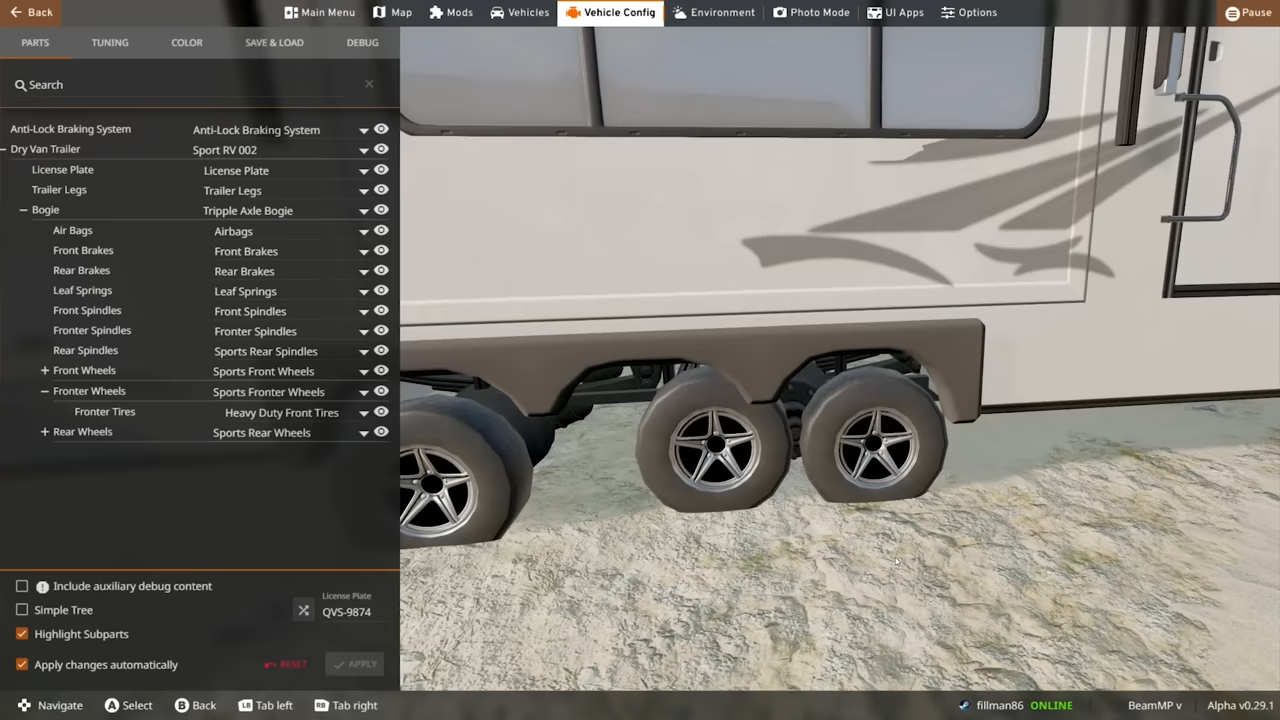 Back
Main Menu
Map
Mods
Vehicles
Vehicle Config
Environment
Photo Mode
UI Apps
Options
Pause
PARTS
TUNING
COLOR
SAVE & LOAD
DEBUG
Search
Anti-Lock Braking System Anti-Lock Braking System
Dry Van Trailer Sport RV 002
License Plate License Plate
Trailer Legs Trailer Legs
Bogie Tripple Axle Bogie
Air Bags Airbags
Front Brakes Front Brakes
Rear Brakes Rear Brakes
Leaf Springs Leaf Springs
Front Spindles Front Spindles
Fronter Spindles Fronter Spindles
Rear Spindles Sports Rear Spindles
Front Wheels Sports Front Wheels
Fronter Wheels Sports Fronter Wheels
Fronter Tires Heavy Duty Front Tires
Rear Wheels Sports Rear Wheels
Include auxiliary debug content
Simple Tree
License Plate
QVS-9874
Highlight Subparts
Apply changes automatically
RESET
APPLY
Navigate
A Select
B Back
LB Tab left
RB Tab right
fillman86 ONLINE
BeamMP v
Alpha v0.29.1